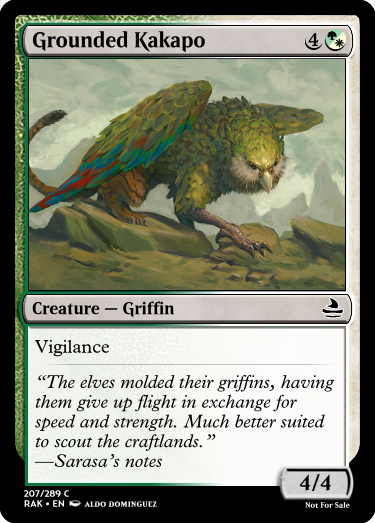 Grounded Kakapo 4
Creature — Griffin
Vigilance
“The elves molded their griffins, having
them give up flight in exchange for
speed and strength. Much better suited
to scout the craftlands.”
—Sarasa's notes
4/4
207/289 C
RAK • EN ALDO DOMINGUEZ
Not For Sale